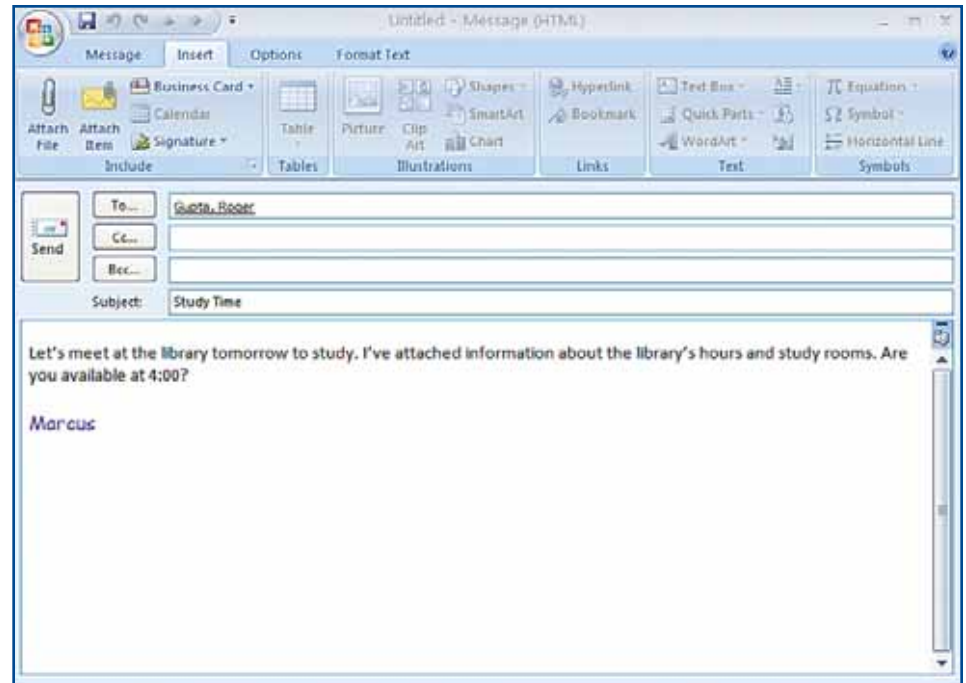 Untitled - Message (HTML)
Message Insert Options Format Text
Attach File
Attach Item
Business Card
Calendar
Signature
Include
Table
Tables
Picture
Clip Art
Shapes
SmartArt
Chart
Illustrations
Hyperlink
Bookmark
Links
Text Box
Quick Parts
WordArt
Text
π Equation
Ω Symbol
Horizontal Line
Symbols
Send
To... Gupta, Roger
Cc...
Bcc...
Subject: Study Time
Let's meet at the library tomorrow to study. I've attached information about the library's hours and study rooms. Are
you available at 4:00?
Marcus